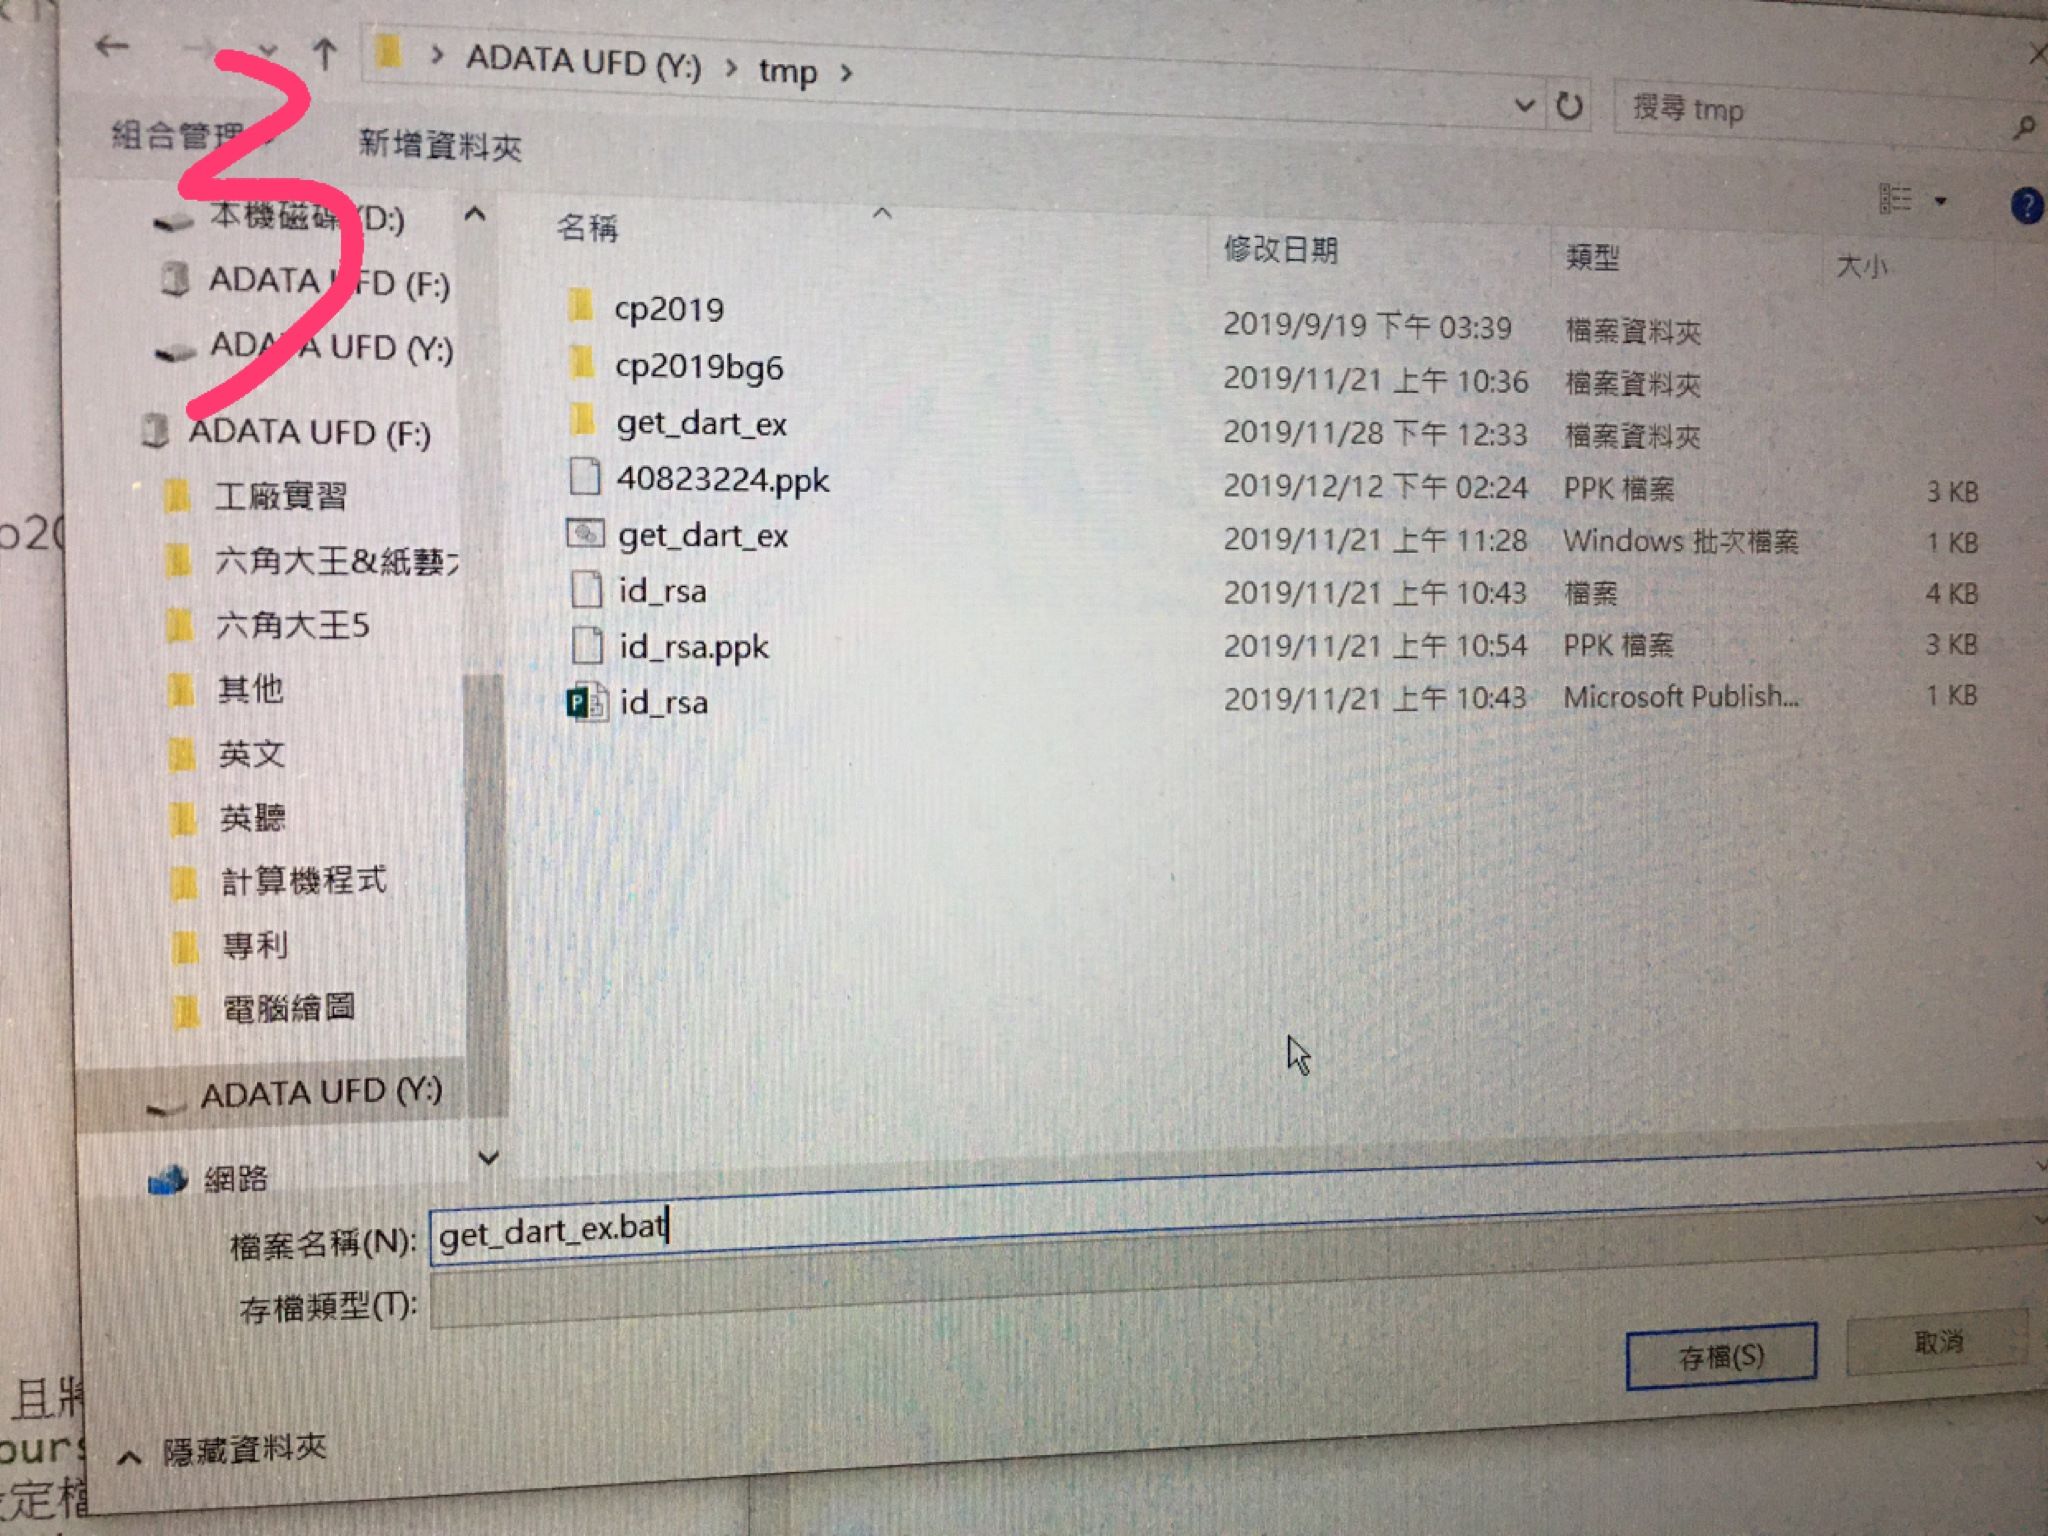 ADATA UFD (Y:) > tmp >
搜尋 tmp
組合管理
新增資料夾
3
本機磁碟 (D:)
ADATA UFD (F:)
ADATA UFD (Y:)
ADATA UFD (F:)
工廠實習
六角大王&紙藝
六角大王5
其他
英文
英聽
計算機程式
專利
電腦繪圖
ADATA UFD (Y:)
網路
名稱 修改日期 類型 大小
cp2019 2019/9/19 下午 03:39 檔案資料夾
cp2019bg6 2019/11/21 上午 10:36 檔案資料夾
get_dart_ex 2019/11/28 下午 12:33 檔案資料夾
40823224.ppk 2019/12/12 下午 02:24 PPK 檔案 3 KB
get_dart_ex 2019/11/21 上午 11:28 Windows 批次檔案 1 KB
id_rsa 2019/11/21 上午 10:43 檔案 4 KB
id_rsa.ppk 2019/11/21 上午 10:54 PPK 檔案 3 KB
id_rsa 2019/11/21 上午 10:43 Microsoft Publish... 1 KB
檔案名稱(N): get_dart_ex.bat
存檔類型(T):
存檔(S) 取消
隱藏資料夾